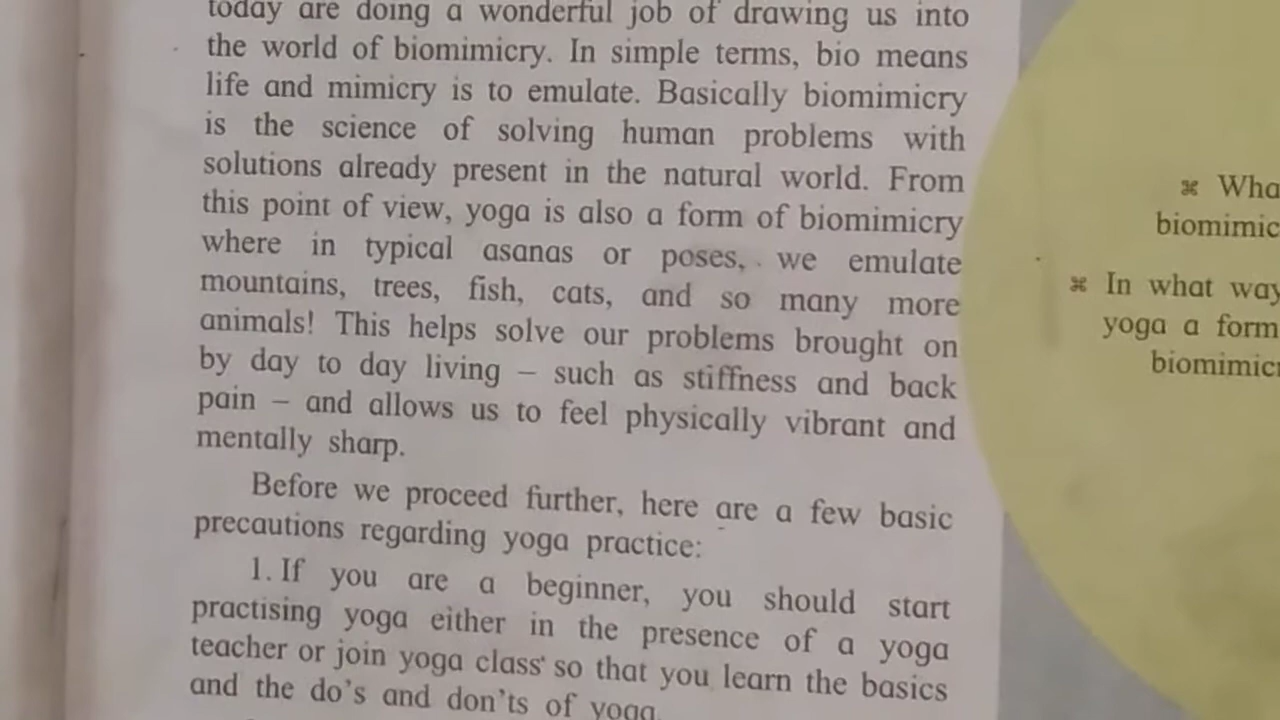 today are doing a wonderful job of drawing us into
the world of biomimicry. In simple terms, bio means
life and mimicry is to emulate. Basically biomimicry
is the science of solving human problems with
solutions already present in the natural world. From
this point of view, yoga is also a form of biomimicry
where in typical asanas or poses, we emulate
mountains, trees, fish, cats, and so many more
animals! This helps solve our problems brought on
by day to day living – such as stiffness and back
pain – and allows us to feel physically vibrant and
mentally sharp.
Before we proceed further, here are a few basic
precautions regarding yoga practice:
1. If you are a beginner, you should start
practising yoga either in the presence of a yoga
teacher or join yoga class so that you learn the basics
and the do's and don'ts of yoga.
⌘ Wha
biomimic
⌘ In what way
yoga a form
biomimic